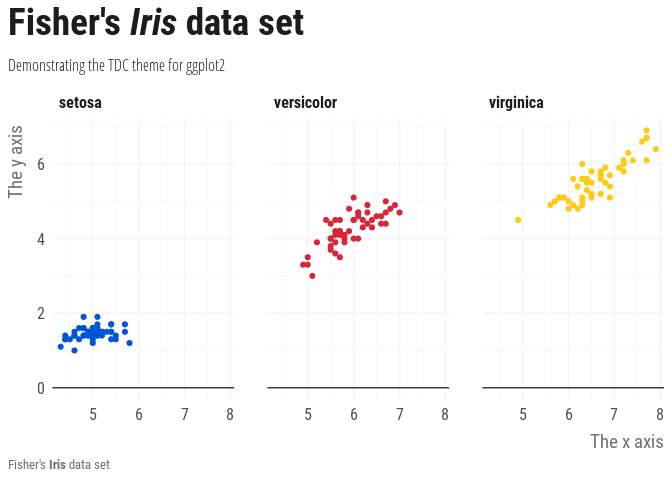 Fisher's Iris data set
Demonstrating the TDC theme for ggplot2
setosa
versicolor
virginica
The y axis
6
4
2
0
5 6 7 8
5 6 7 8
5 6 7 8
The x axis
Fisher's Iris data set